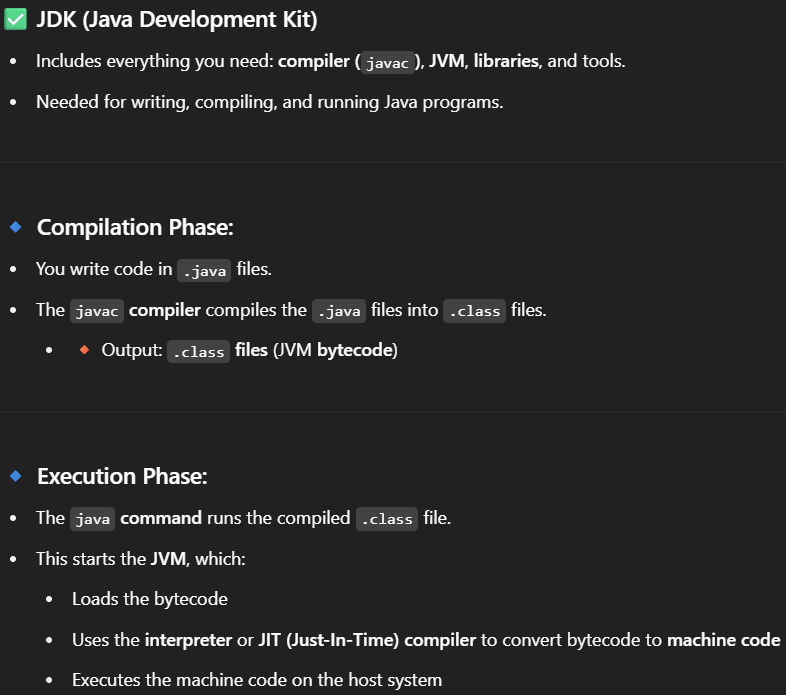 ✅ JDK (Java Development Kit)
• Includes everything you need: compiler (javac), JVM, libraries, and tools.
• Needed for writing, compiling, and running Java programs.
🔹 Compilation Phase:
• You write code in .java files.
• The javac compiler compiles the .java files into .class files.
• 🔸 Output: .class files (JVM bytecode)
🔹 Execution Phase:
• The java command runs the compiled .class file.
• This starts the JVM, which:
• Loads the bytecode
• Uses the interpreter or JIT (Just-In-Time) compiler to convert bytecode to machine code
• Executes the machine code on the host system